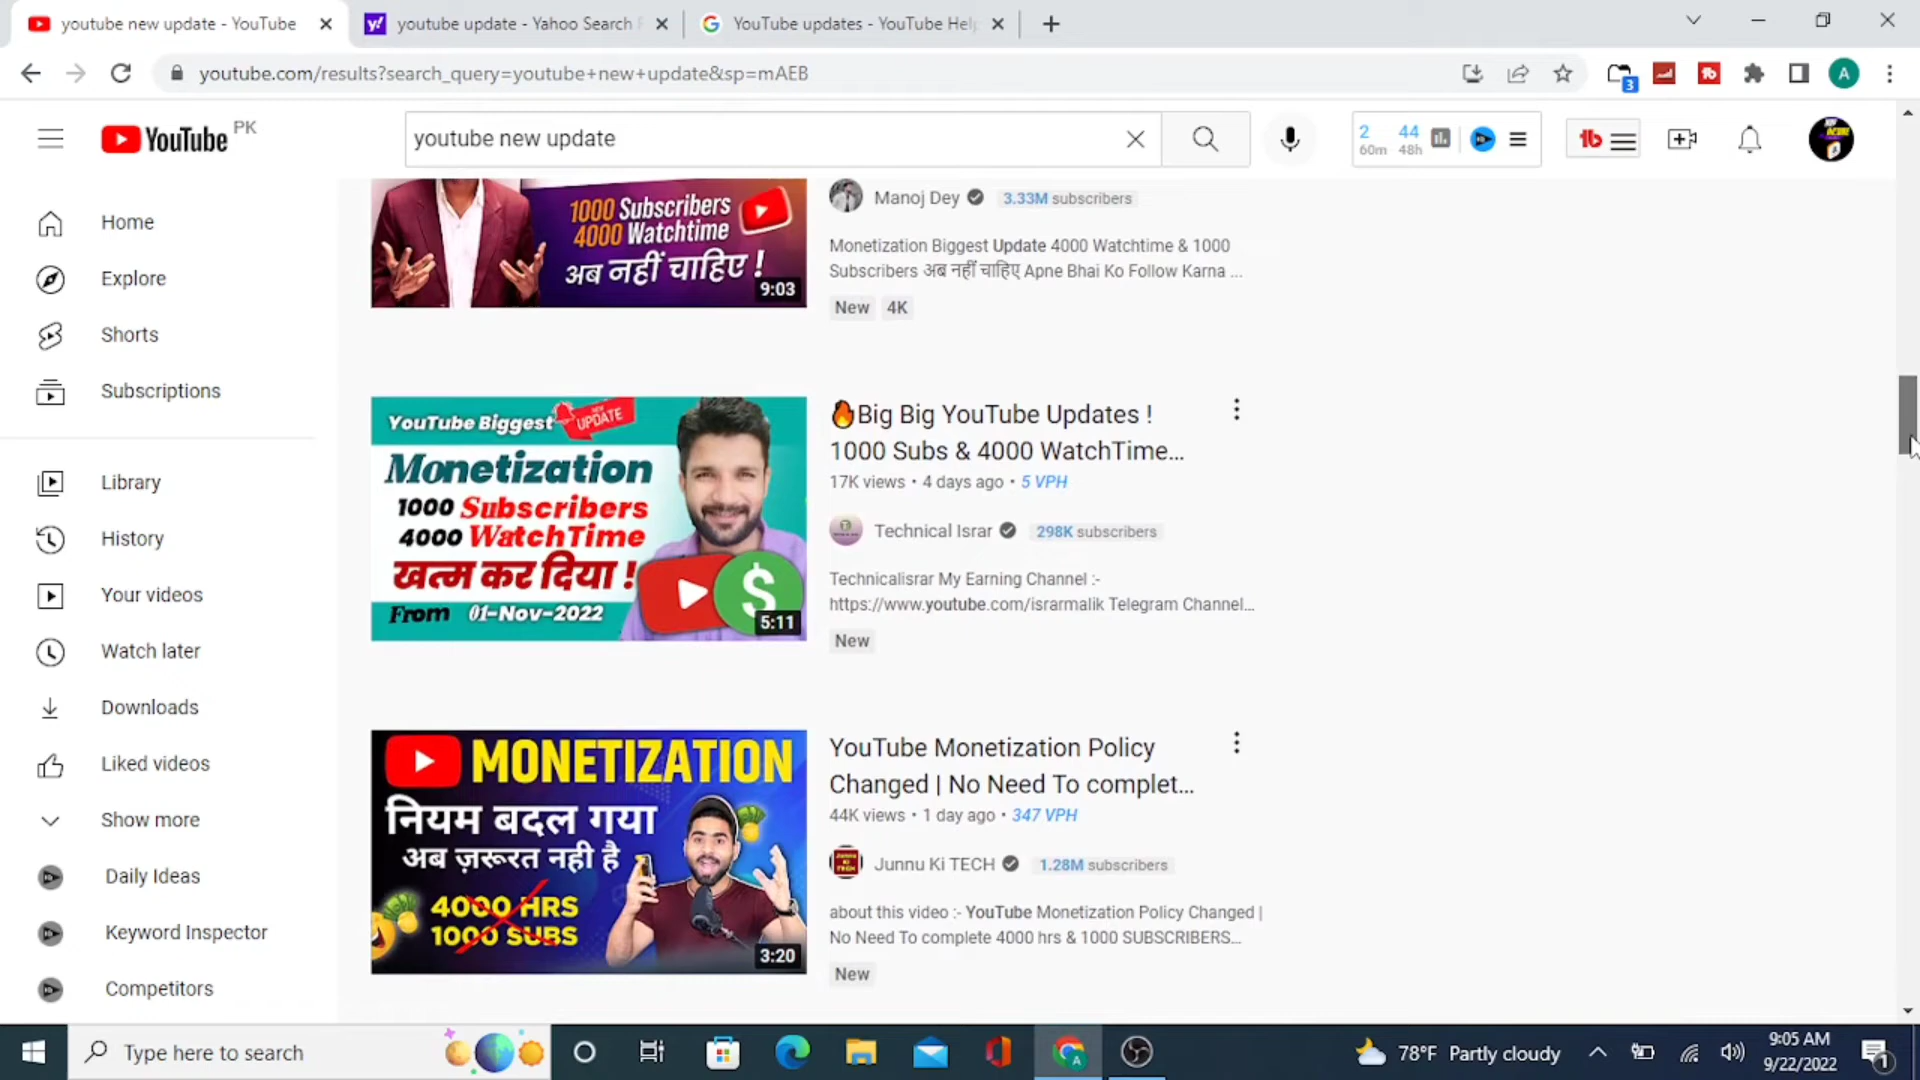 youtube new update - YouTube
youtube update - Yahoo Search
YouTube updates - YouTube Help
youtube.com/results?search_query=youtube+new+update&sp=mAEB
3
A
YouTube PK
youtube new update
2 44
60m 48h
Home
Explore
Shorts
Subscriptions
Library
History
Your videos
Watch later
Downloads
Liked videos
Show more
Daily Ideas
Keyword Inspector
Competitors
1000 Subscribers
4000 Watchtime
अब नहीं चाहिए !
9:03
Manoj Dey 3.33M subscribers
Monetization Biggest Update 4000 Watchtime & 1000
Subscribers अब नहीं चाहिए Apne Bhai Ko Follow Karna ...
New 4K
YouTube Biggest UPDATE
Monetization
1000 Subscribers
4000 WatchTime
खत्म कर दिया !
From 01-Nov-2022
5:11
🔥Big Big YouTube Updates !
1000 Subs & 4000 WatchTime...
17K views • 4 days ago • 5 VPH
Technical Israr 298K subscribers
Technicalisrar My Earning Channel :-
https://www.youtube.com/israrmalik Telegram Channel...
New
MONETIZATION
नियम बदल गया
अब ज़रूरत नही है
4000 HRS
1000 SUBS
3:20
YouTube Monetization Policy
Changed | No Need To complet...
44K views • 1 day ago • 347 VPH
Junnu Ki TECH 1.28M subscribers
about this video :- YouTube Monetization Policy Changed |
No Need To complete 4000 hrs & 1000 SUBSCRIBERS...
New
Type here to search
78°F Partly cloudy
9:05 AM
9/22/2022
1